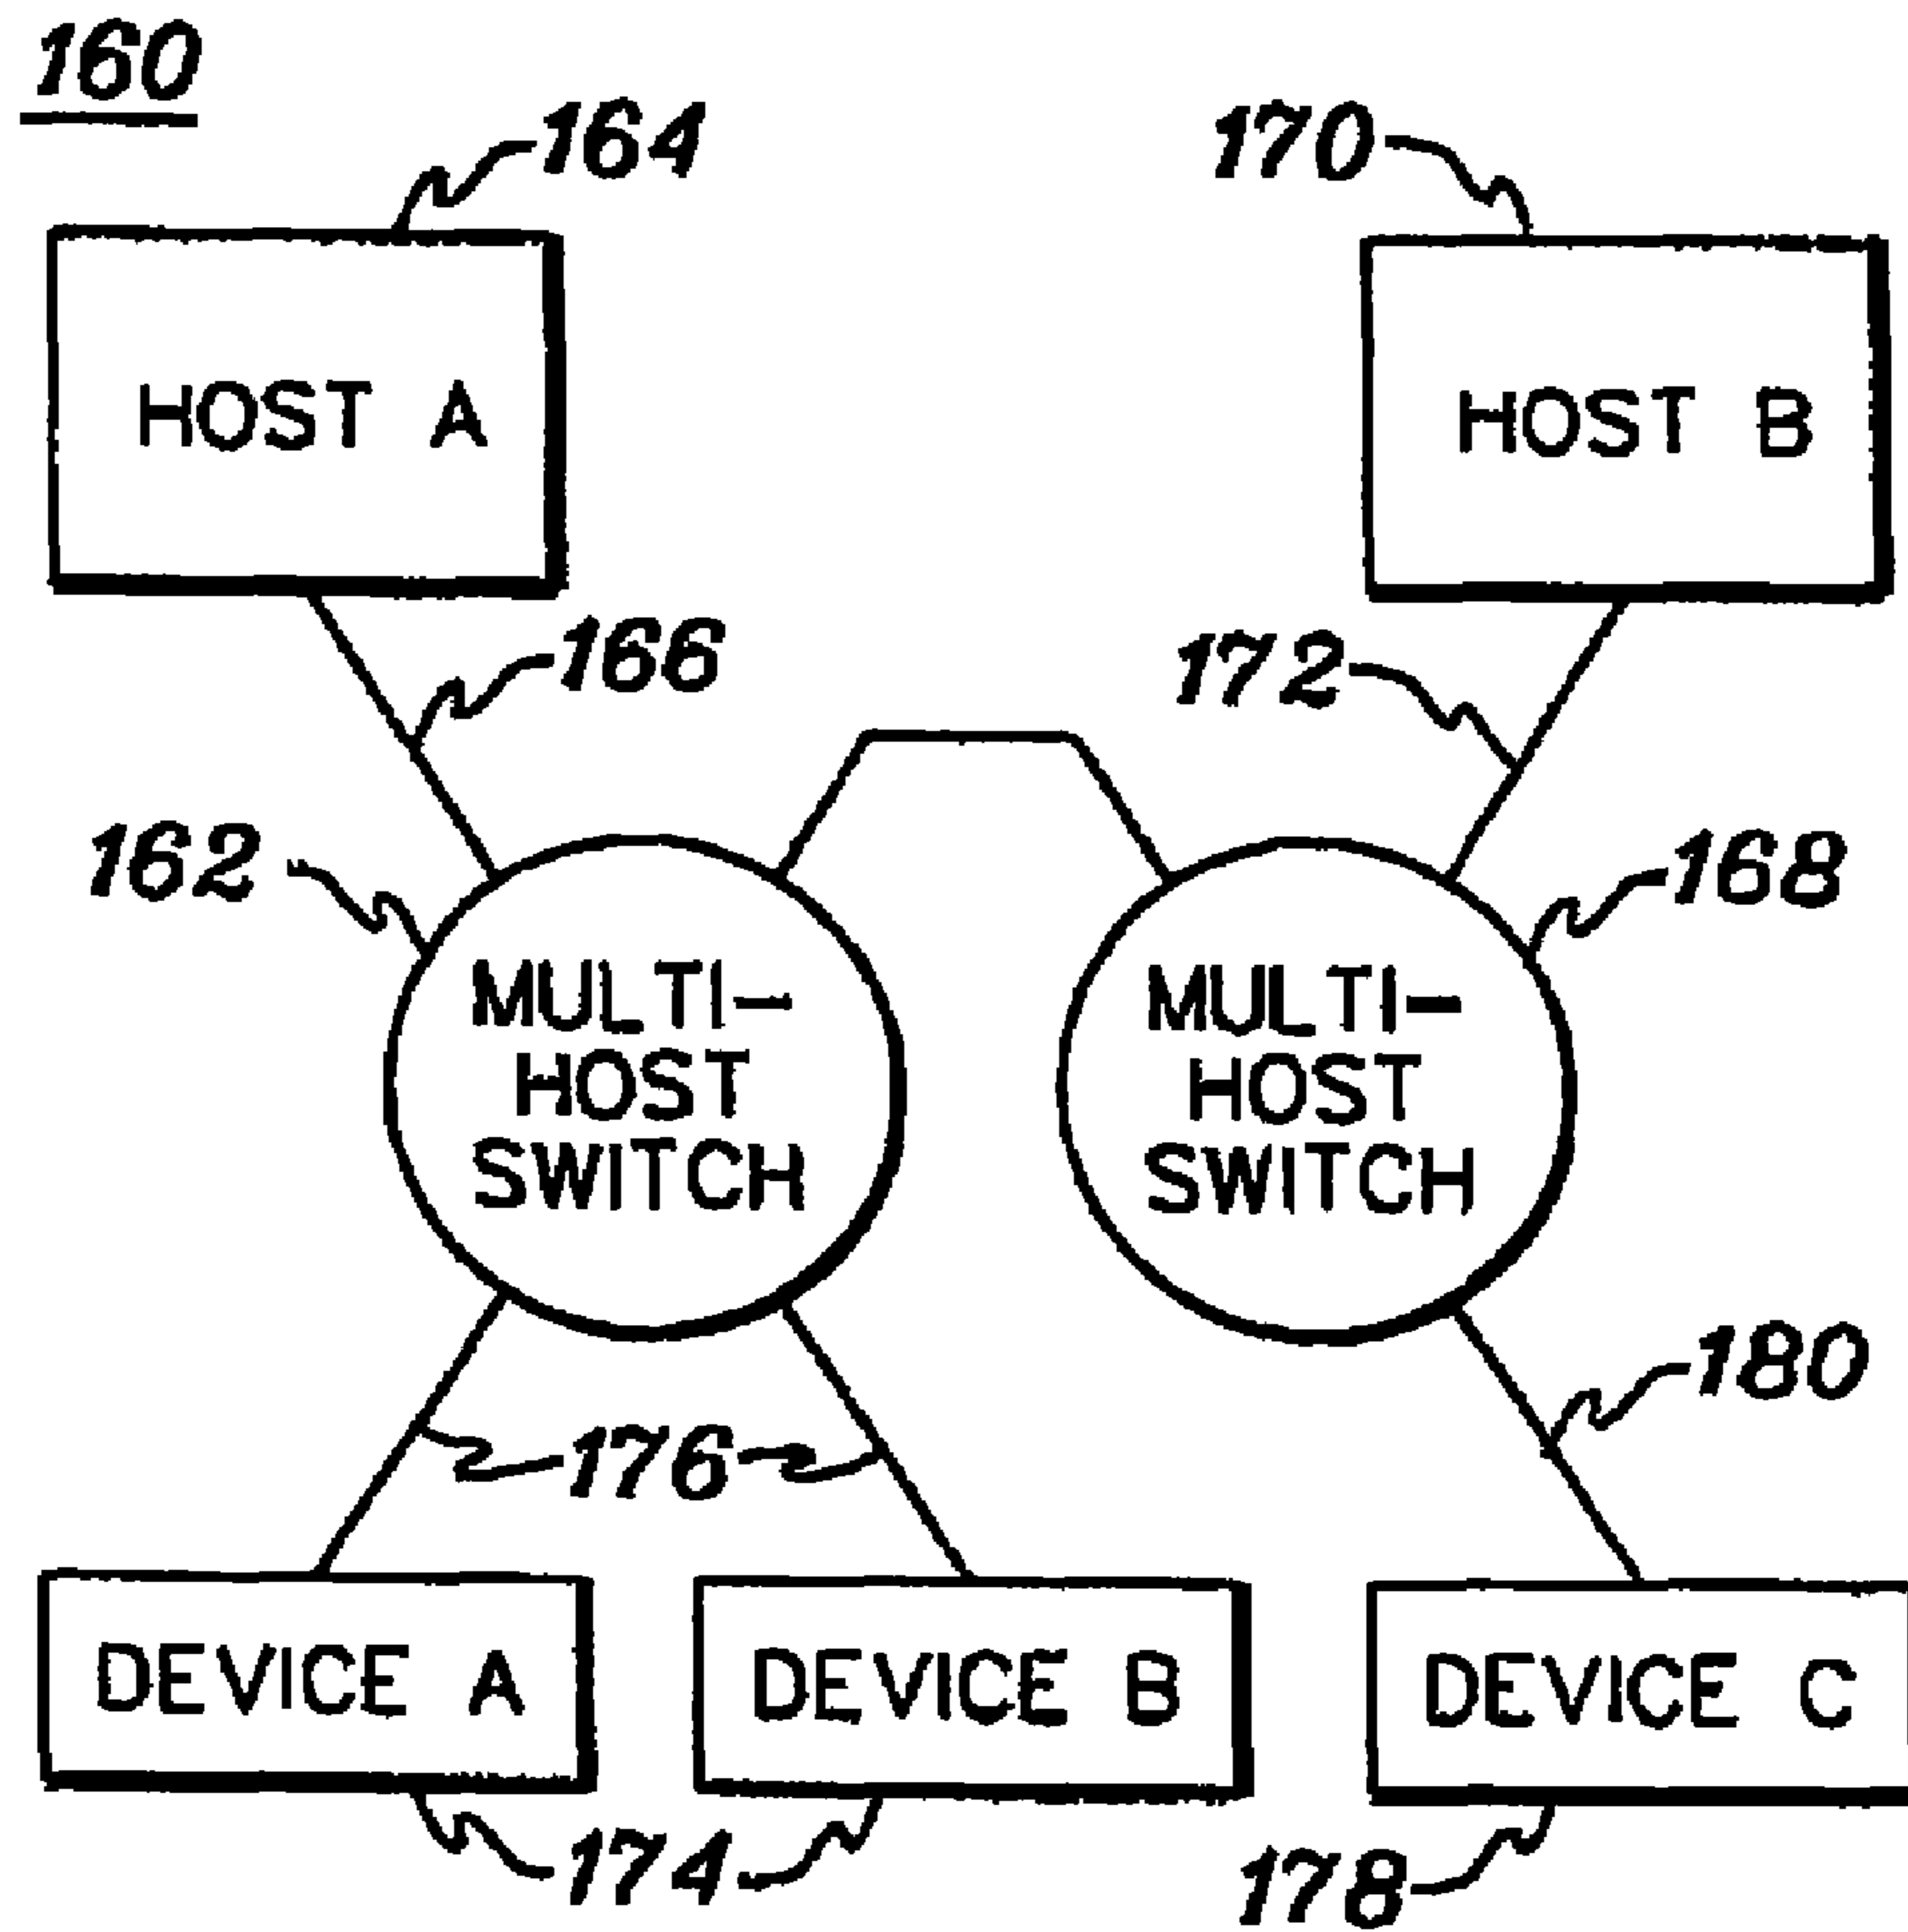 160
164
170
HOST A
HOST B
166
172
162
168
MULTI-
HOST
SWITCH
MULTI-
HOST
SWITCH
180
176
DEVICE A
DEVICE B
DEVICE C
174
178